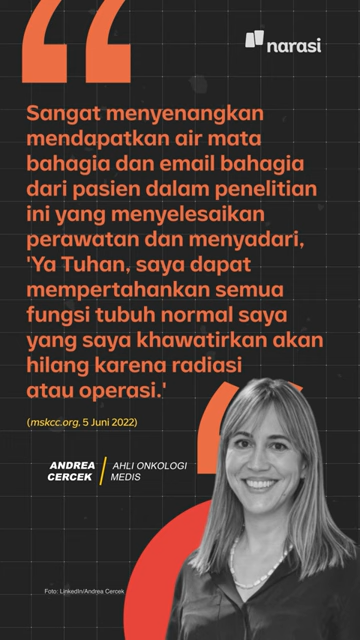 narasi
Sangat menyenangkan
mendapatkan air mata
bahagia dan email bahagia
dari pasien dalam penelitian
ini yang menyelesaikan
perawatan dan menyadari,
'Ya Tuhan, saya dapat
mempertahankan semua
fungsi tubuh normal saya
yang saya khawatirkan akan
hilang karena radiasi
atau operasi.'
(mskcc.org, 5 Juni 2022)
ANDREA
CERCEK
AHLI ONKOLOGI
MEDIS
Foto: LinkedIn/Andrea Cercek